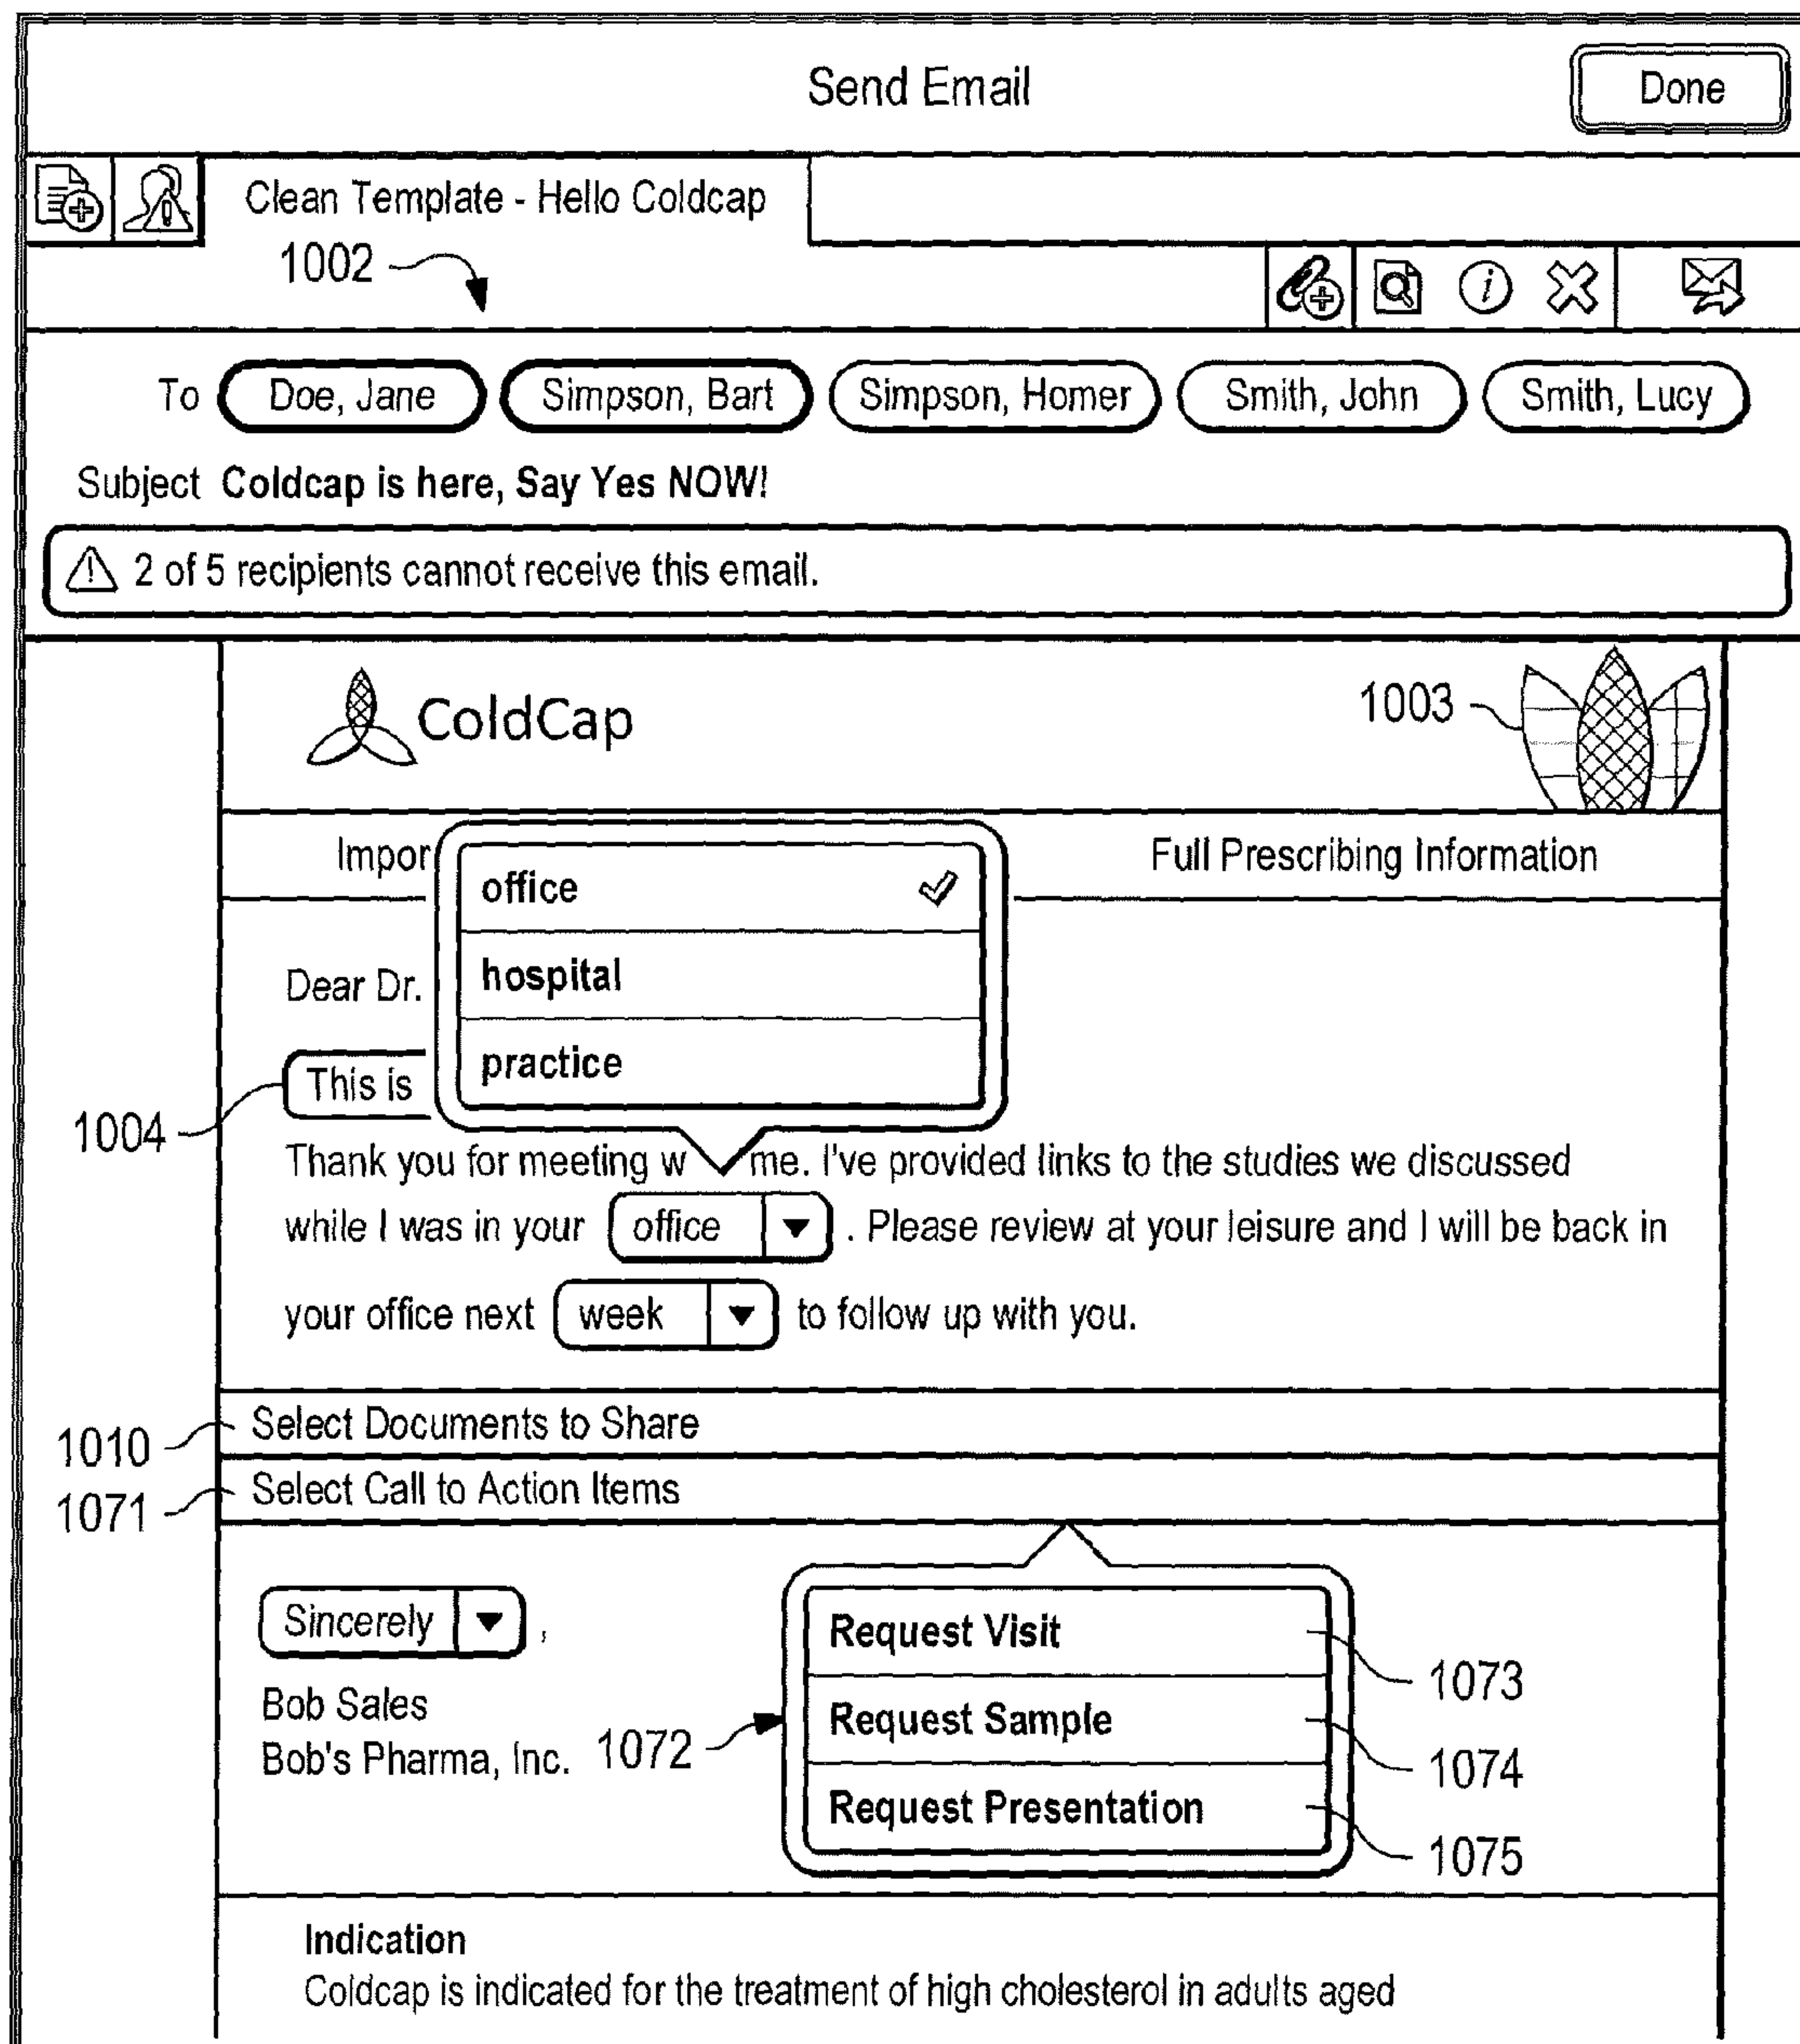 Send Email
Done
Clean Template - Hello Coldcap
1002
To Doe, Jane Simpson, Bart Simpson, Homer Smith, John Smith, Lucy
Subject Coldcap is here, Say Yes NOW!
2 of 5 recipients cannot receive this email.
ColdCap
1003
Impor
Full Prescribing Information
office
hospital
practice
Dear Dr.
This is
1004
Thank you for meeting w me. I've provided links to the studies we discussed
while I was in your office . Please review at your leisure and I will be back in
your office next week to follow up with you.
1010
Select Documents to Share
1071
Select Call to Action Items
Sincerely ,
Bob Sales
Bob's Pharma, Inc.
1072
Request Visit
1073
Request Sample
1074
Request Presentation
1075
Indication
Coldcap is indicated for the treatment of high cholesterol in adults aged